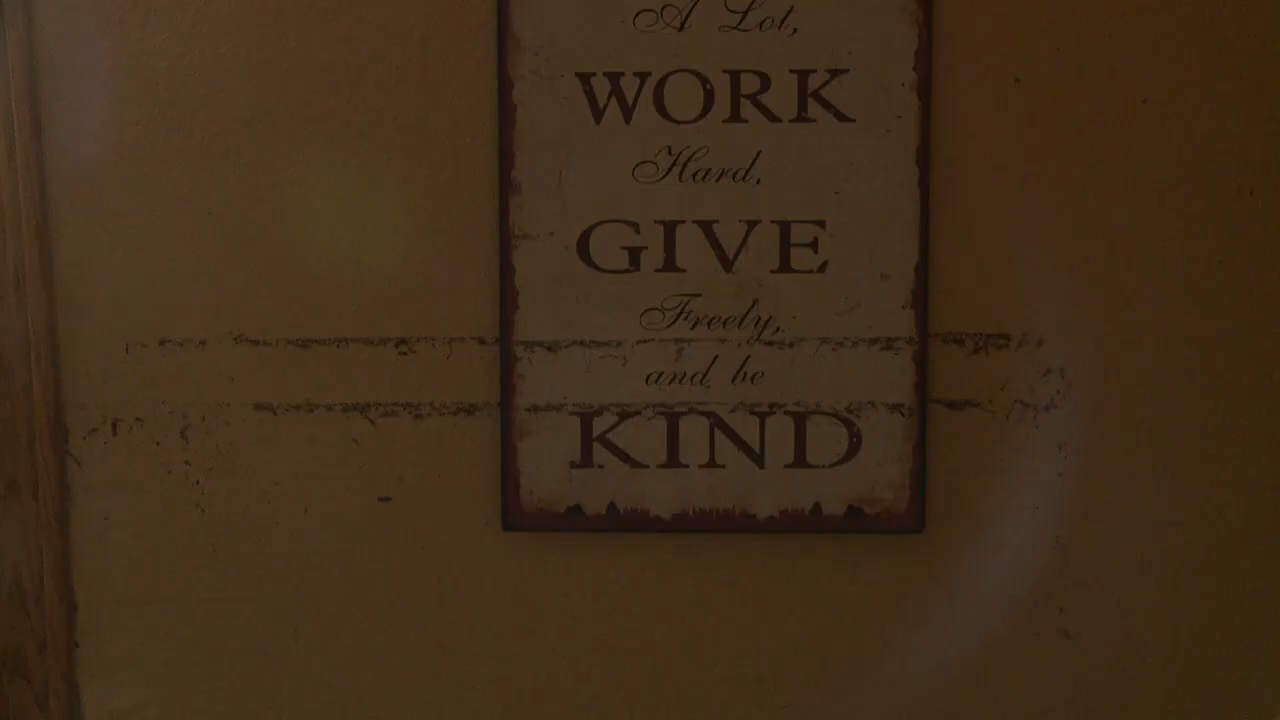 A Lot,
WORK
Hard,
GIVE
Freely,
and be
KIND